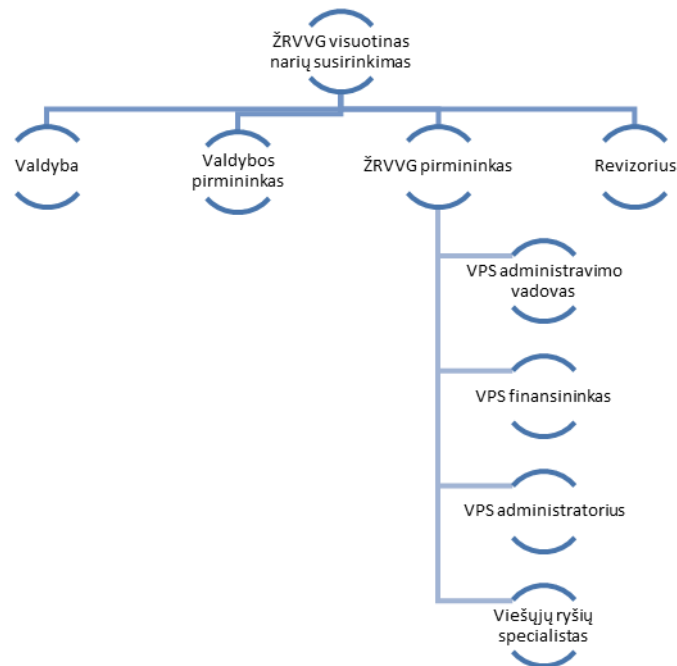 ŽRVVG visuotinas
narių susirinkimas
Valdyba
Valdybos
pirmininkas
ŽRVVG pirmininkas
Revizorius
VPS administravimo
vadovas
VPS finansininkas
VPS administratorius
Viešųjų ryšių
specialistas